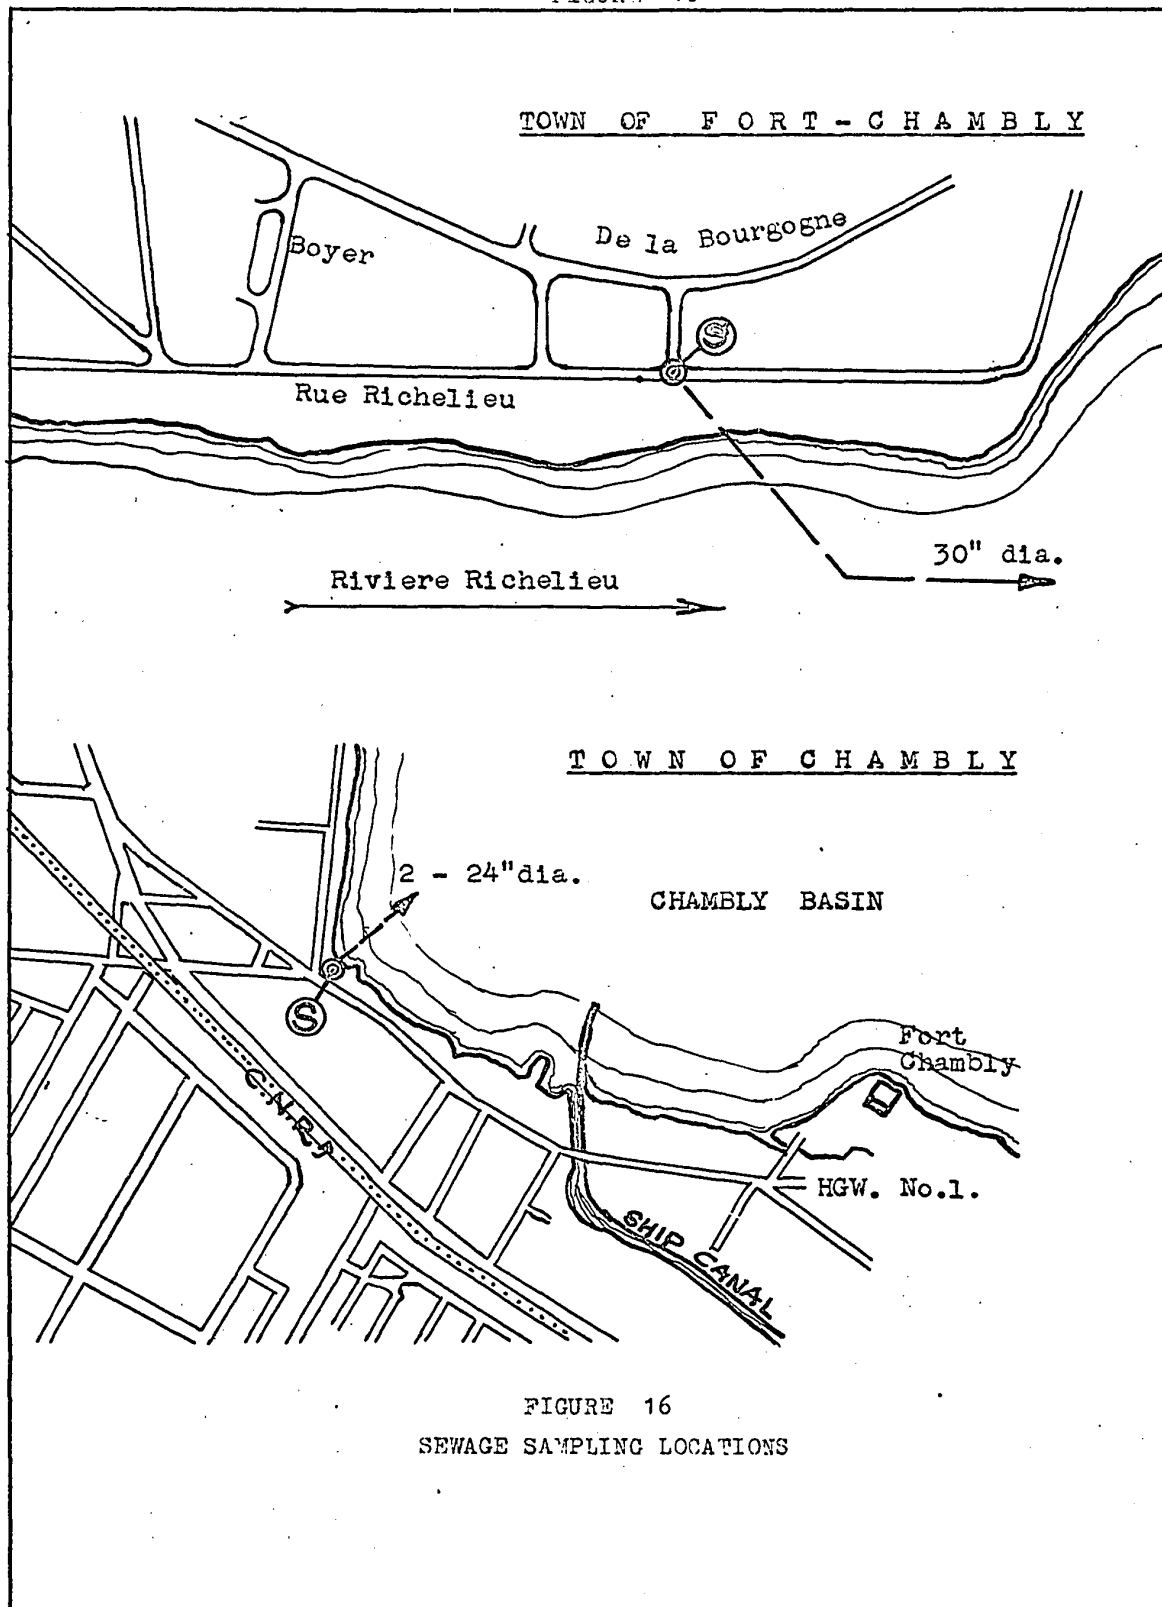 TOWN OF FORT-CHAMBLY
De la Bourgogne
Boyer
S
Rue Richelieu
30" dia.
Riviere Richelieu
TOWN OF CHAMBLY
2 - 24"dia.
CHAMBLY BASIN
S
Fort
Chambly
C.N.R.
HGW. No.1.
SHIP CANAL
FIGURE 16
SEWAGE SAMPLING LOCATIONS